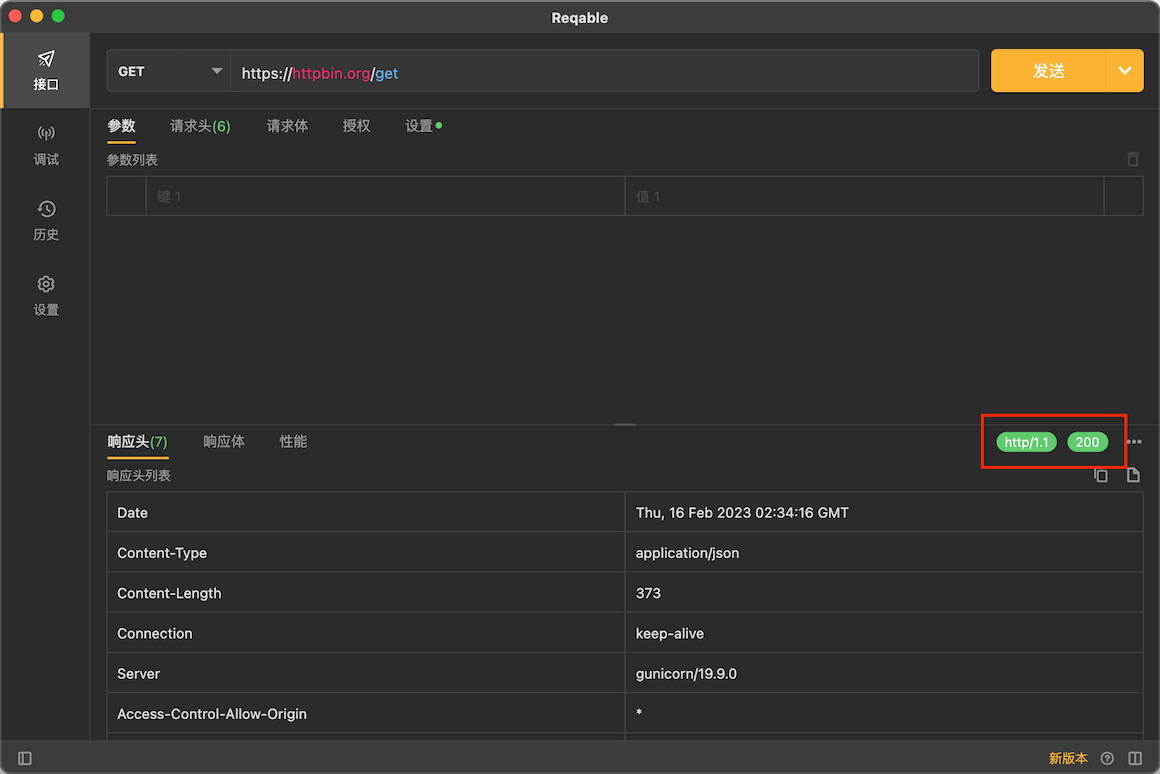 Reqable
接口
调试
历史
设置
GET
https://httpbin.org/get
发送
参数 请求头(6) 请求体 授权 设置
参数列表
键 1 值 1
响应头(7) 响应体 性能 http/1.1 200
响应头列表
Date Thu, 16 Feb 2023 02:34:16 GMT
Content-Type application/json
Content-Length 373
Connection keep-alive
Server gunicorn/19.9.0
Access-Control-Allow-Origin *
新版本